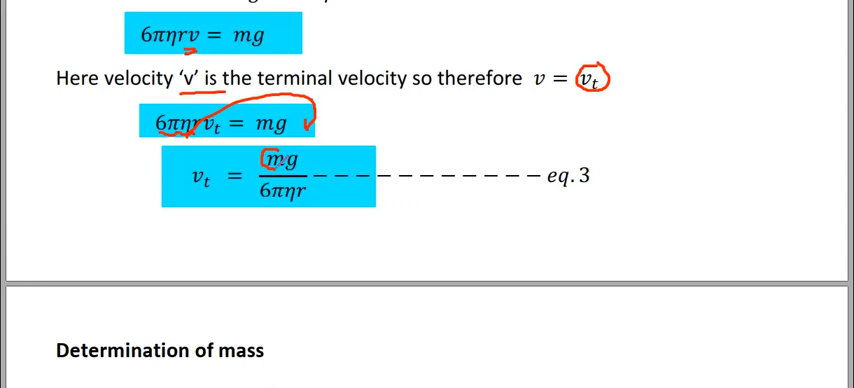 6πηrv = mg
Here velocity ‘v’ is the terminal velocity so therefore v = vₜ
6πηrvₜ = mg
vₜ = mg / 6πηr − − − − − − − − − − − eq. 3
Determination of mass